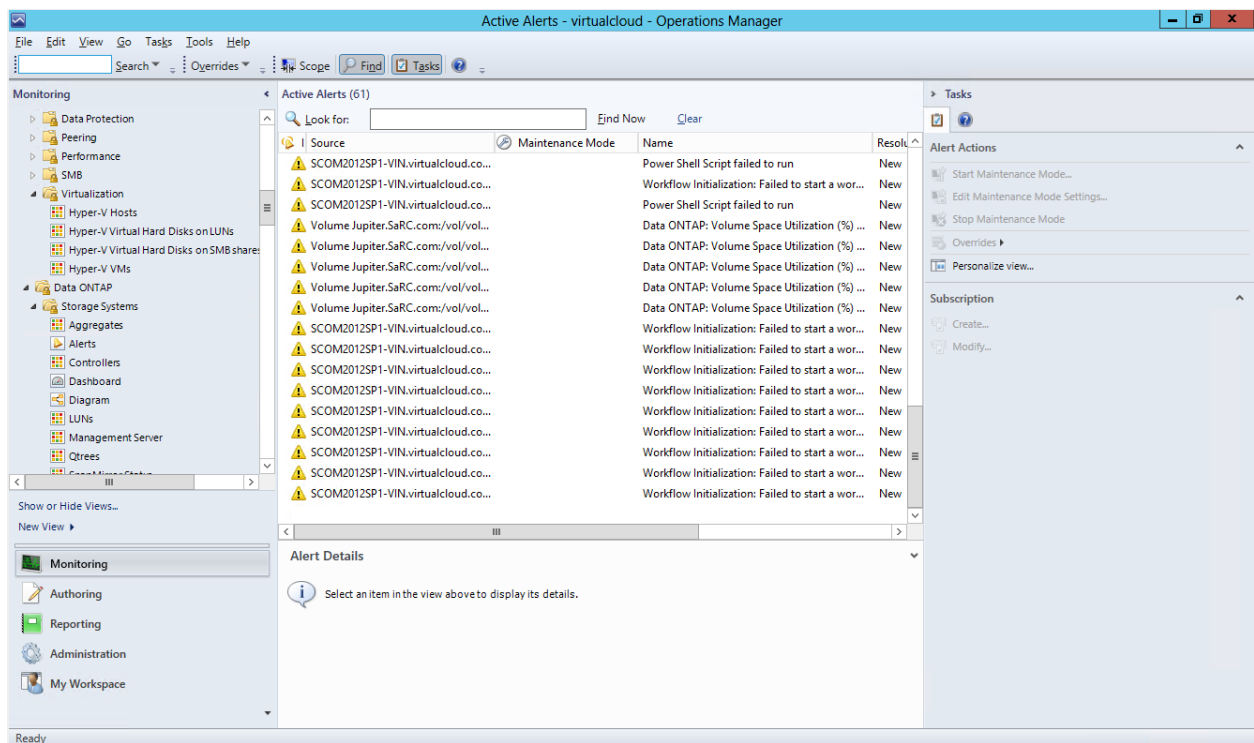 Active Alerts - virtualcloud - Operations Manager
File Edit View Go Tasks Tools Help
Search Overrides Scope Find Tasks
Monitoring
Data Protection
Peering
Performance
SMB
Virtualization
Hyper-V Hosts
Hyper-V Virtual Hard Disks on LUNs
Hyper-V Virtual Hard Disks on SMB shares
Hyper-V VMs
Data ONTAP
Storage Systems
Aggregates
Alerts
Controllers
Dashboard
Diagram
LUNs
Management Server
Qtrees
SnapMirror Status
Show or Hide Views...
New View
Monitoring
Authoring
Reporting
Administration
My Workspace
Active Alerts (61)
Look for: Find Now Clear
Source Maintenance Mode Name Resolu
SCOM2012SP1-VIN.virtualcloud.co... Power Shell Script failed to run New
SCOM2012SP1-VIN.virtualcloud.co... Workflow Initialization: Failed to start a wor... New
SCOM2012SP1-VIN.virtualcloud.co... Power Shell Script failed to run New
Volume Jupiter.SaRC.com:/vol/vol... Data ONTAP: Volume Space Utilization (%) ... New
Volume Jupiter.SaRC.com:/vol/vol... Data ONTAP: Volume Space Utilization (%) ... New
Volume Jupiter.SaRC.com:/vol/vol... Data ONTAP: Volume Space Utilization (%) ... New
Volume Jupiter.SaRC.com:/vol/vol... Data ONTAP: Volume Space Utilization (%) ... New
Volume Jupiter.SaRC.com:/vol/vol... Data ONTAP: Volume Space Utilization (%) ... New
SCOM2012SP1-VIN.virtualcloud.co... Workflow Initialization: Failed to start a wor... New
SCOM2012SP1-VIN.virtualcloud.co... Workflow Initialization: Failed to start a wor... New
SCOM2012SP1-VIN.virtualcloud.co... Workflow Initialization: Failed to start a wor... New
SCOM2012SP1-VIN.virtualcloud.co... Workflow Initialization: Failed to start a wor... New
SCOM2012SP1-VIN.virtualcloud.co... Workflow Initialization: Failed to start a wor... New
SCOM2012SP1-VIN.virtualcloud.co... Workflow Initialization: Failed to start a wor... New
SCOM2012SP1-VIN.virtualcloud.co... Workflow Initialization: Failed to start a wor... New
SCOM2012SP1-VIN.virtualcloud.co... Workflow Initialization: Failed to start a wor... New
SCOM2012SP1-VIN.virtualcloud.co... Workflow Initialization: Failed to start a wor... New
Alert Details
Select an item in the view above to display its details.
Tasks
Alert Actions
Start Maintenance Mode...
Edit Maintenance Mode Settings...
Stop Maintenance Mode
Overrides
Personalize view...
Subscription
Create...
Modify...
Ready